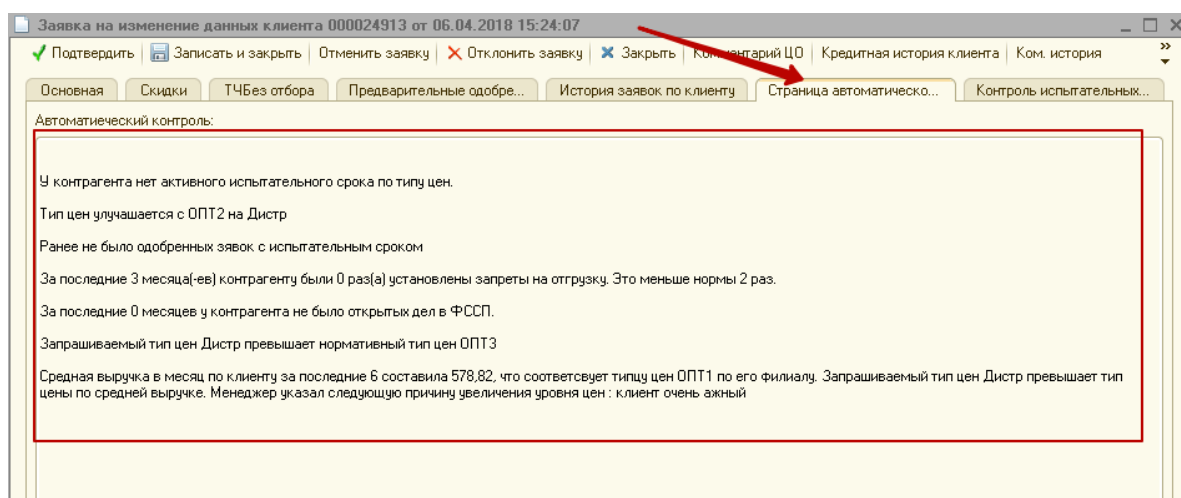 Заявка на изменение данных клиента 000024913 от 06.04.2018 15:24:07
Подтвердить Записать и закрыть Отменить заявку Отклонить заявку Закрыть Комментарий ЦО Кредитная история клиента Ком. история
Основная Скидки ТЧБез отбора Предварительные одобре... История заявок по клиенту Страница автоматическо... Контроль испытательных...
Автоматиеческий контроль:
У контрагента нет активного испытательного срока по типу цен.
Тип цен улучашается с ОПТ2 на Дистр
Ранее не было одобренных зявок с испытательным сроком
За последние 3 месяца(-ев) контрагенту были 0 раз(а) установлены запреты на отгрузку. Это меньше нормы 2 раз.
За последние 0 месяцев у контрагента не было открытых дел в ФССП.
Запрашиваемый тип цен Дистр превышает нормативный тип цен ОПТ3
Средная выручка в месяц по клиенту за последние 6 составила 578,82, что соответсвует типцу цен ОПТ1 по его филиалу. Запрашиваемый тип цен Дистр превышает тип
цены по средней выручке. Менеджер указал следующую причину увеличения уровня цен : клиент очень ажный